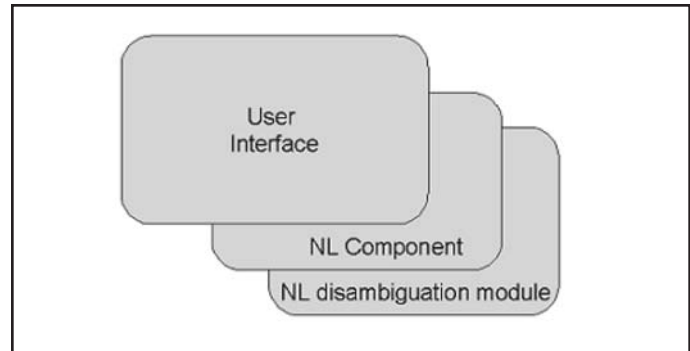 User
Interface
NL Component
NL disambiguation module